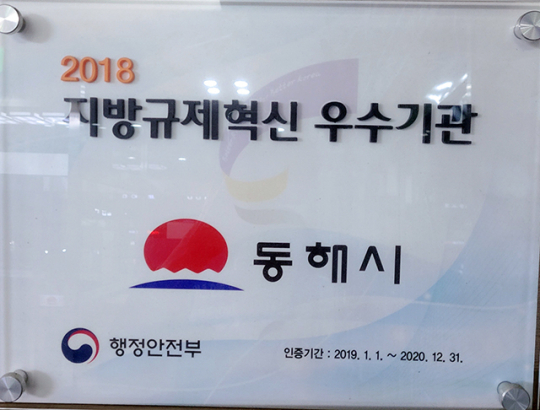 2018
지방규제혁신 우수기관
동해시
행정안전부
인증기간 : 2019. 1. 1. ~ 2020. 12. 31.